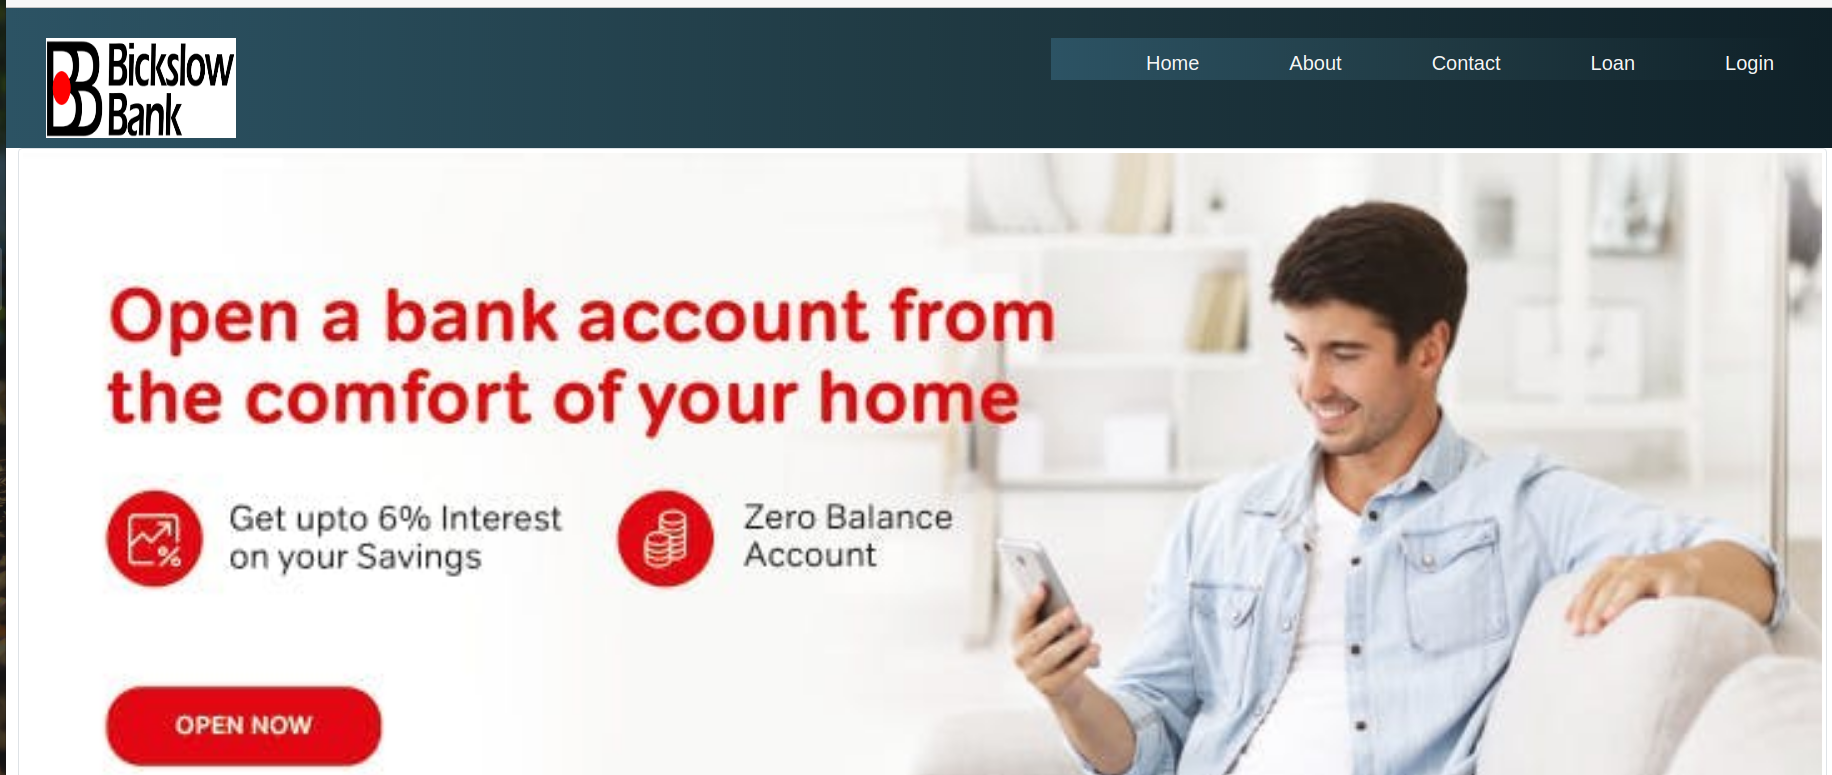 Bickslow
Bank
Home About Contact Loan Login
Open a bank account from
the comfort of your home
Get upto 6% Interest
on your Savings
Zero Balance
Account
OPEN NOW